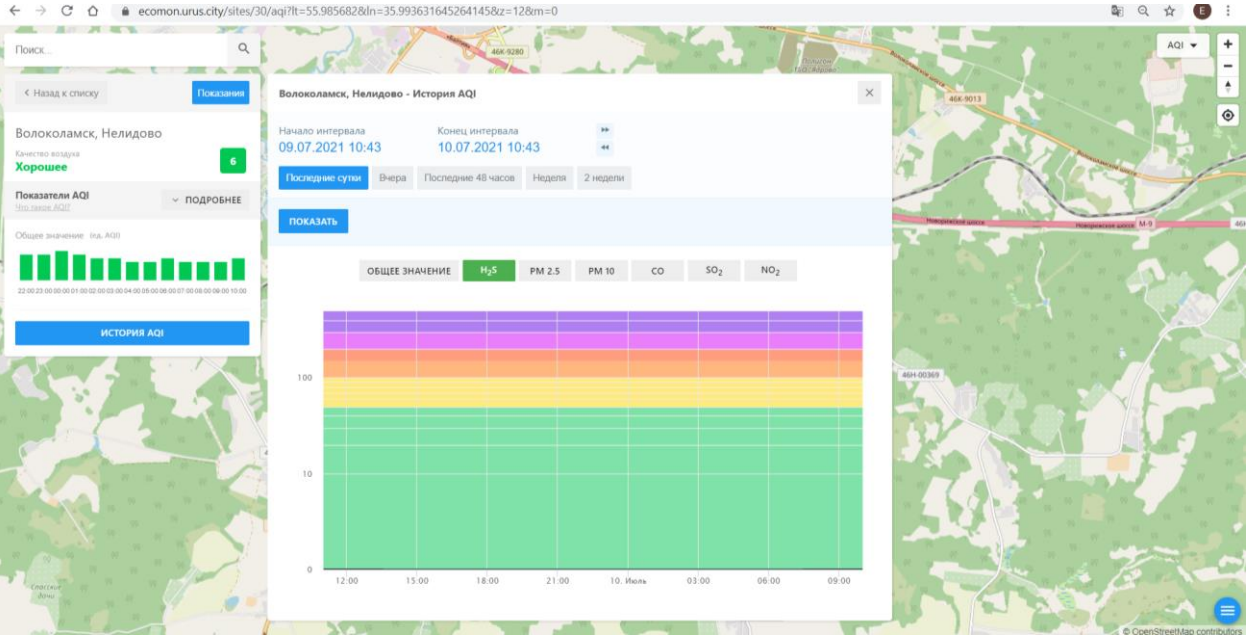 ecomon.urus.city/sites/30/aqi?lt=55.985682&ln=35.993631645264145&z=12&m=0
E
Поиск...
46К-9280
AQI
Назад к списку
Показания
Волоколамск, Нелидово - История AQI
46К-9013
Волоколамск, Нелидово
Качество воздуха
Хорошее
6
Начало интервала
Конец интервала
09.07.2021 10:43
10.07.2021 10:43
Последние сутки
Вчера
Последние 48 часов
Неделя
2 недели
Показатели AQI
Что такое AQI?
ПОДРОБНЕЕ
ПОКАЗАТЬ
Новорижское шоссе
Новорижское шоссе
М-9
Общее значение (ед. AQI)
22:00 23:00 00:00 01:00 02:00 03:00 04:00 05:00 06:00 07:00 08:00 09:00 10:00
ИСТОРИЯ AQI
ОБЩЕЕ ЗНАЧЕНИЕ
H₂S
PM 2.5
PM 10
CO
SO₂
NO₂
100
10
0
12:00
15:00
18:00
21:00
10. Июль
03:00
06:00
09:00
46Н-00369
Спасские
дачи
© OpenStreetMap contributors